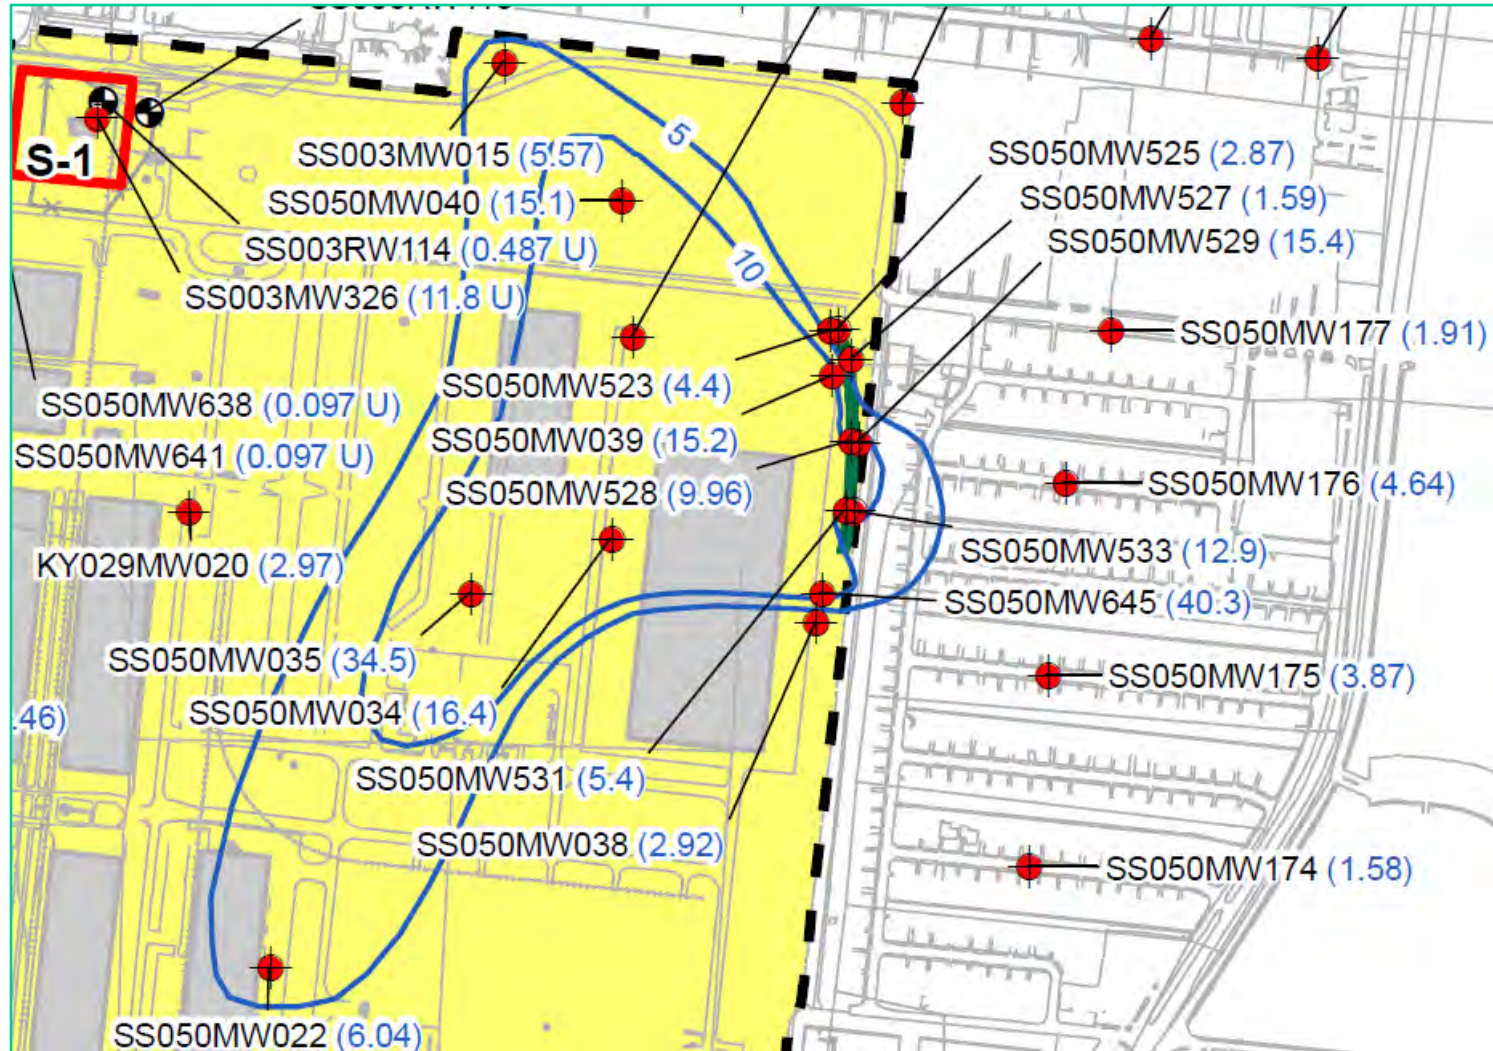 SS003MW015 (5.57)
5
SS050MW525 (2.87)
S-1
SS050MW040 (15.1)
SS050MW527 (1.59)
SS003RW114 (0.487 U)
10
SS050MW529 (15.4)
SS003MW326 (11.8 U)
SS050MW177 (1.91)
SS050MW523 (4.4)
SS050MW638 (0.097 U)
SS050MW039 (15.2)
SS050MW641 (0.097 U)
SS050MW528 (9.96)
SS050MW176 (4.64)
KY029MW020 (2.97)
SS050MW533 (12.9)
SS050MW645 (40.3)
SS050MW035 (34.5)
SS050MW175 (3.87)
SS050MW034 (16.4)
.46)
SS050MW531 (5.4)
SS050MW038 (2.92)
SS050MW174 (1.58)
SS050MW022 (6.04)